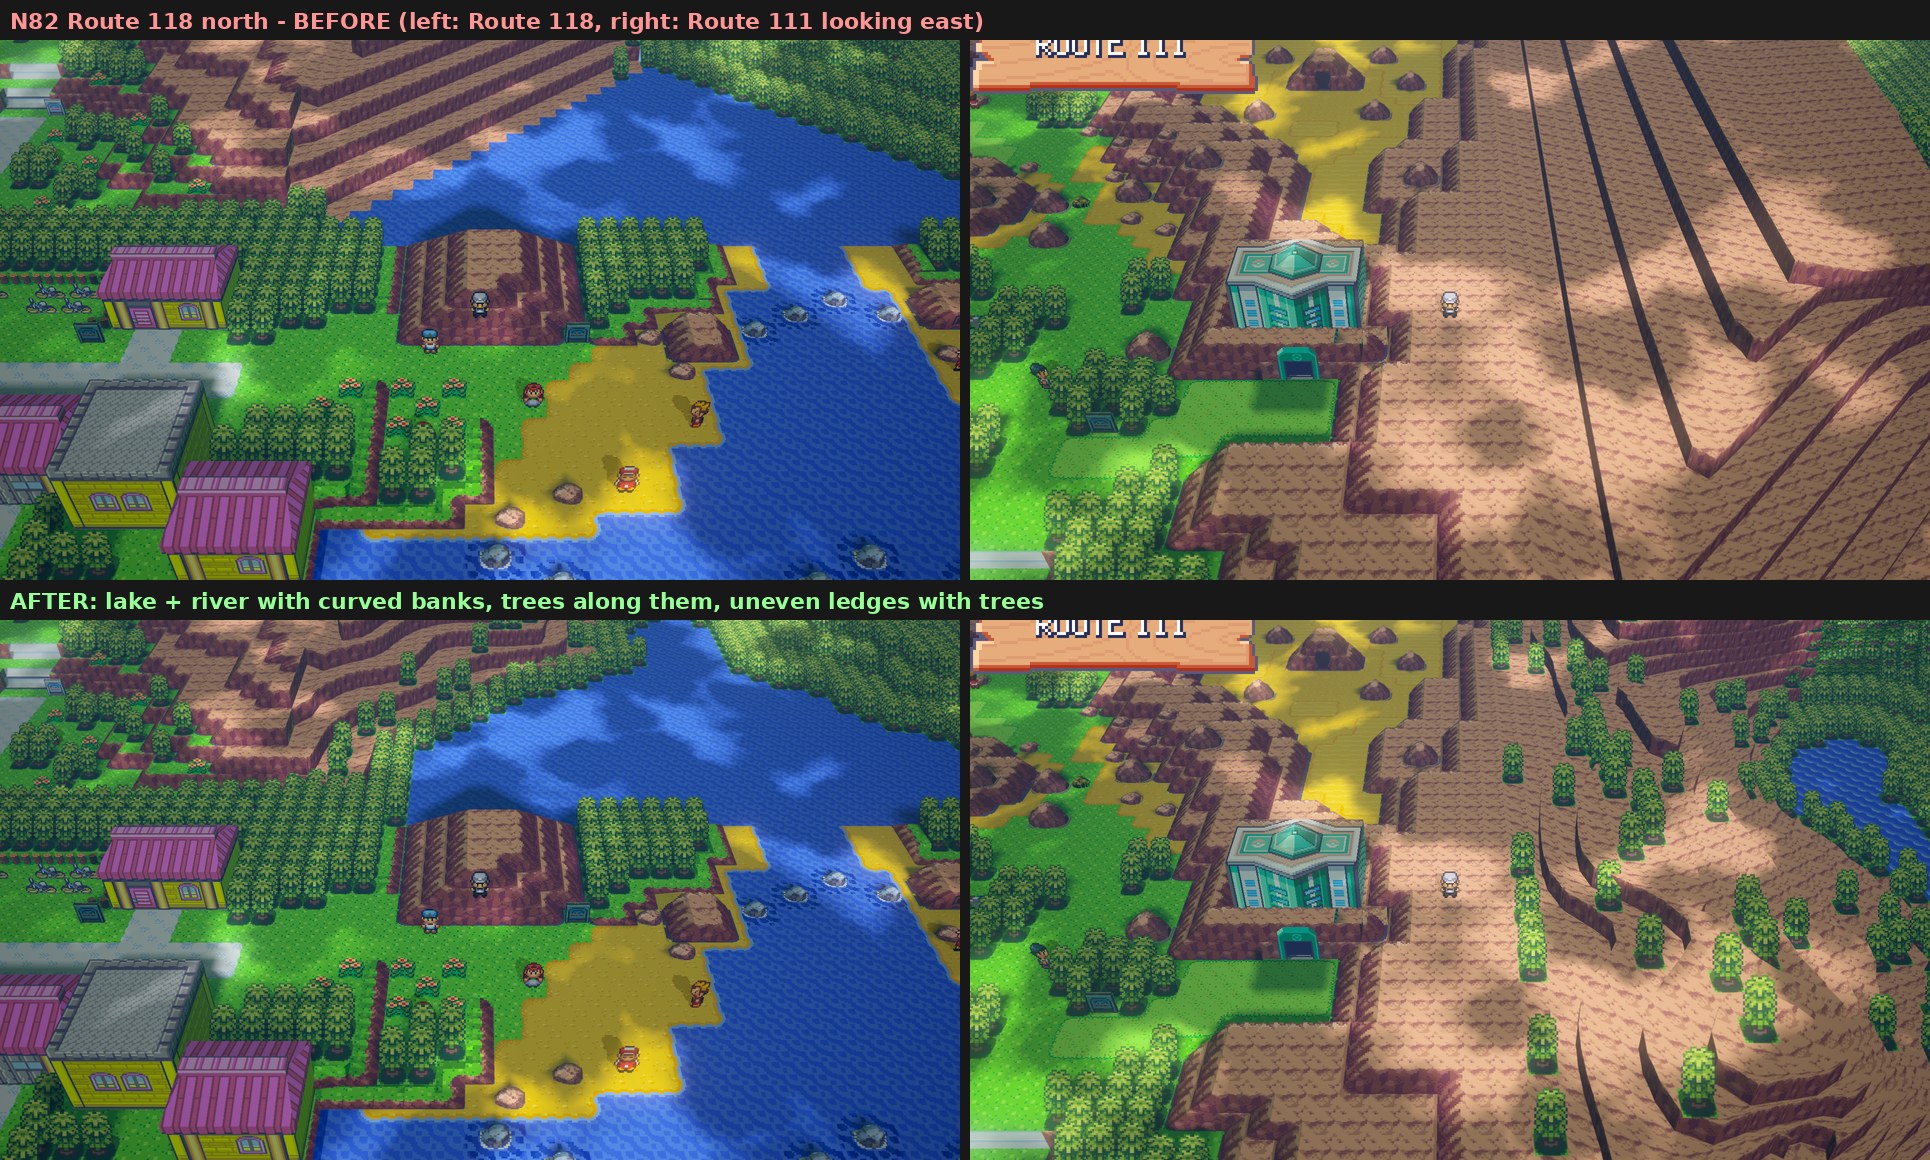 N82 Route 118 north - BEFORE (left: Route 118, right: Route 111 looking east)
ROUTE 111
AFTER: lake + river with curved banks, trees along them, uneven ledges with trees
ROUTE 111